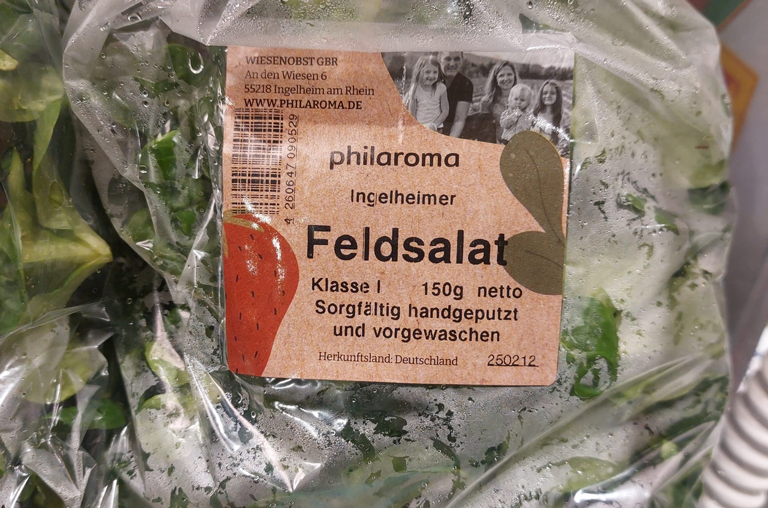 WIESENOBST GBR
An den Wiesen 6
55218 Ingelheim am Rhein
WWW.PHILAROMA.DE
4 260647 090529
philaroma
Ingelheimer
Feldsalat
Klasse I 150g netto
Sorgfältig handgeputzt
und vorgewaschen
Herkunftsland: Deutschland 250212